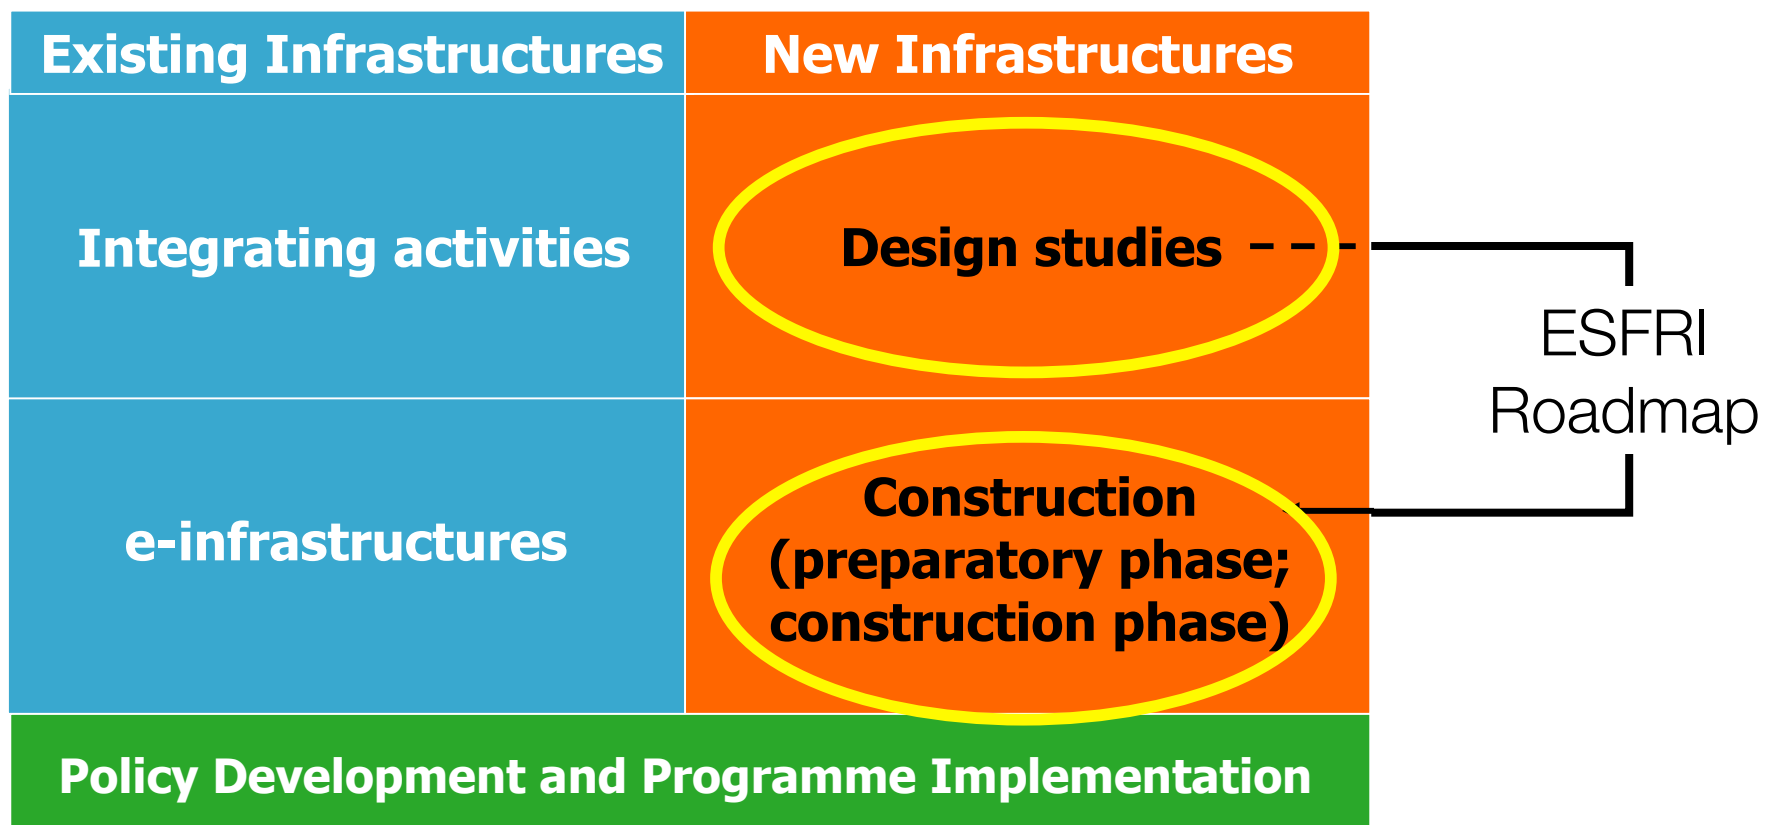 Existing Infrastructures
New Infrastructures
Integrating activities
Design studies
ESFRI
Roadmap
e-infrastructures
Construction
(preparatory phase;
construction phase)
Policy Development and Programme Implementation